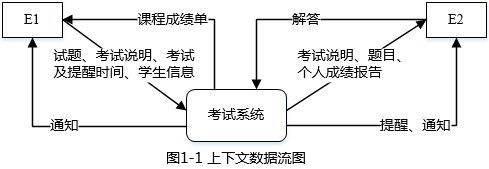 E1
课程成绩单
解答
E2
试题、考试说明、考试
及提醒时间、学生信息
考试说明、题目、
个人成绩报告
考试系统
通知
提醒、通知
图1-1 上下文数据流图